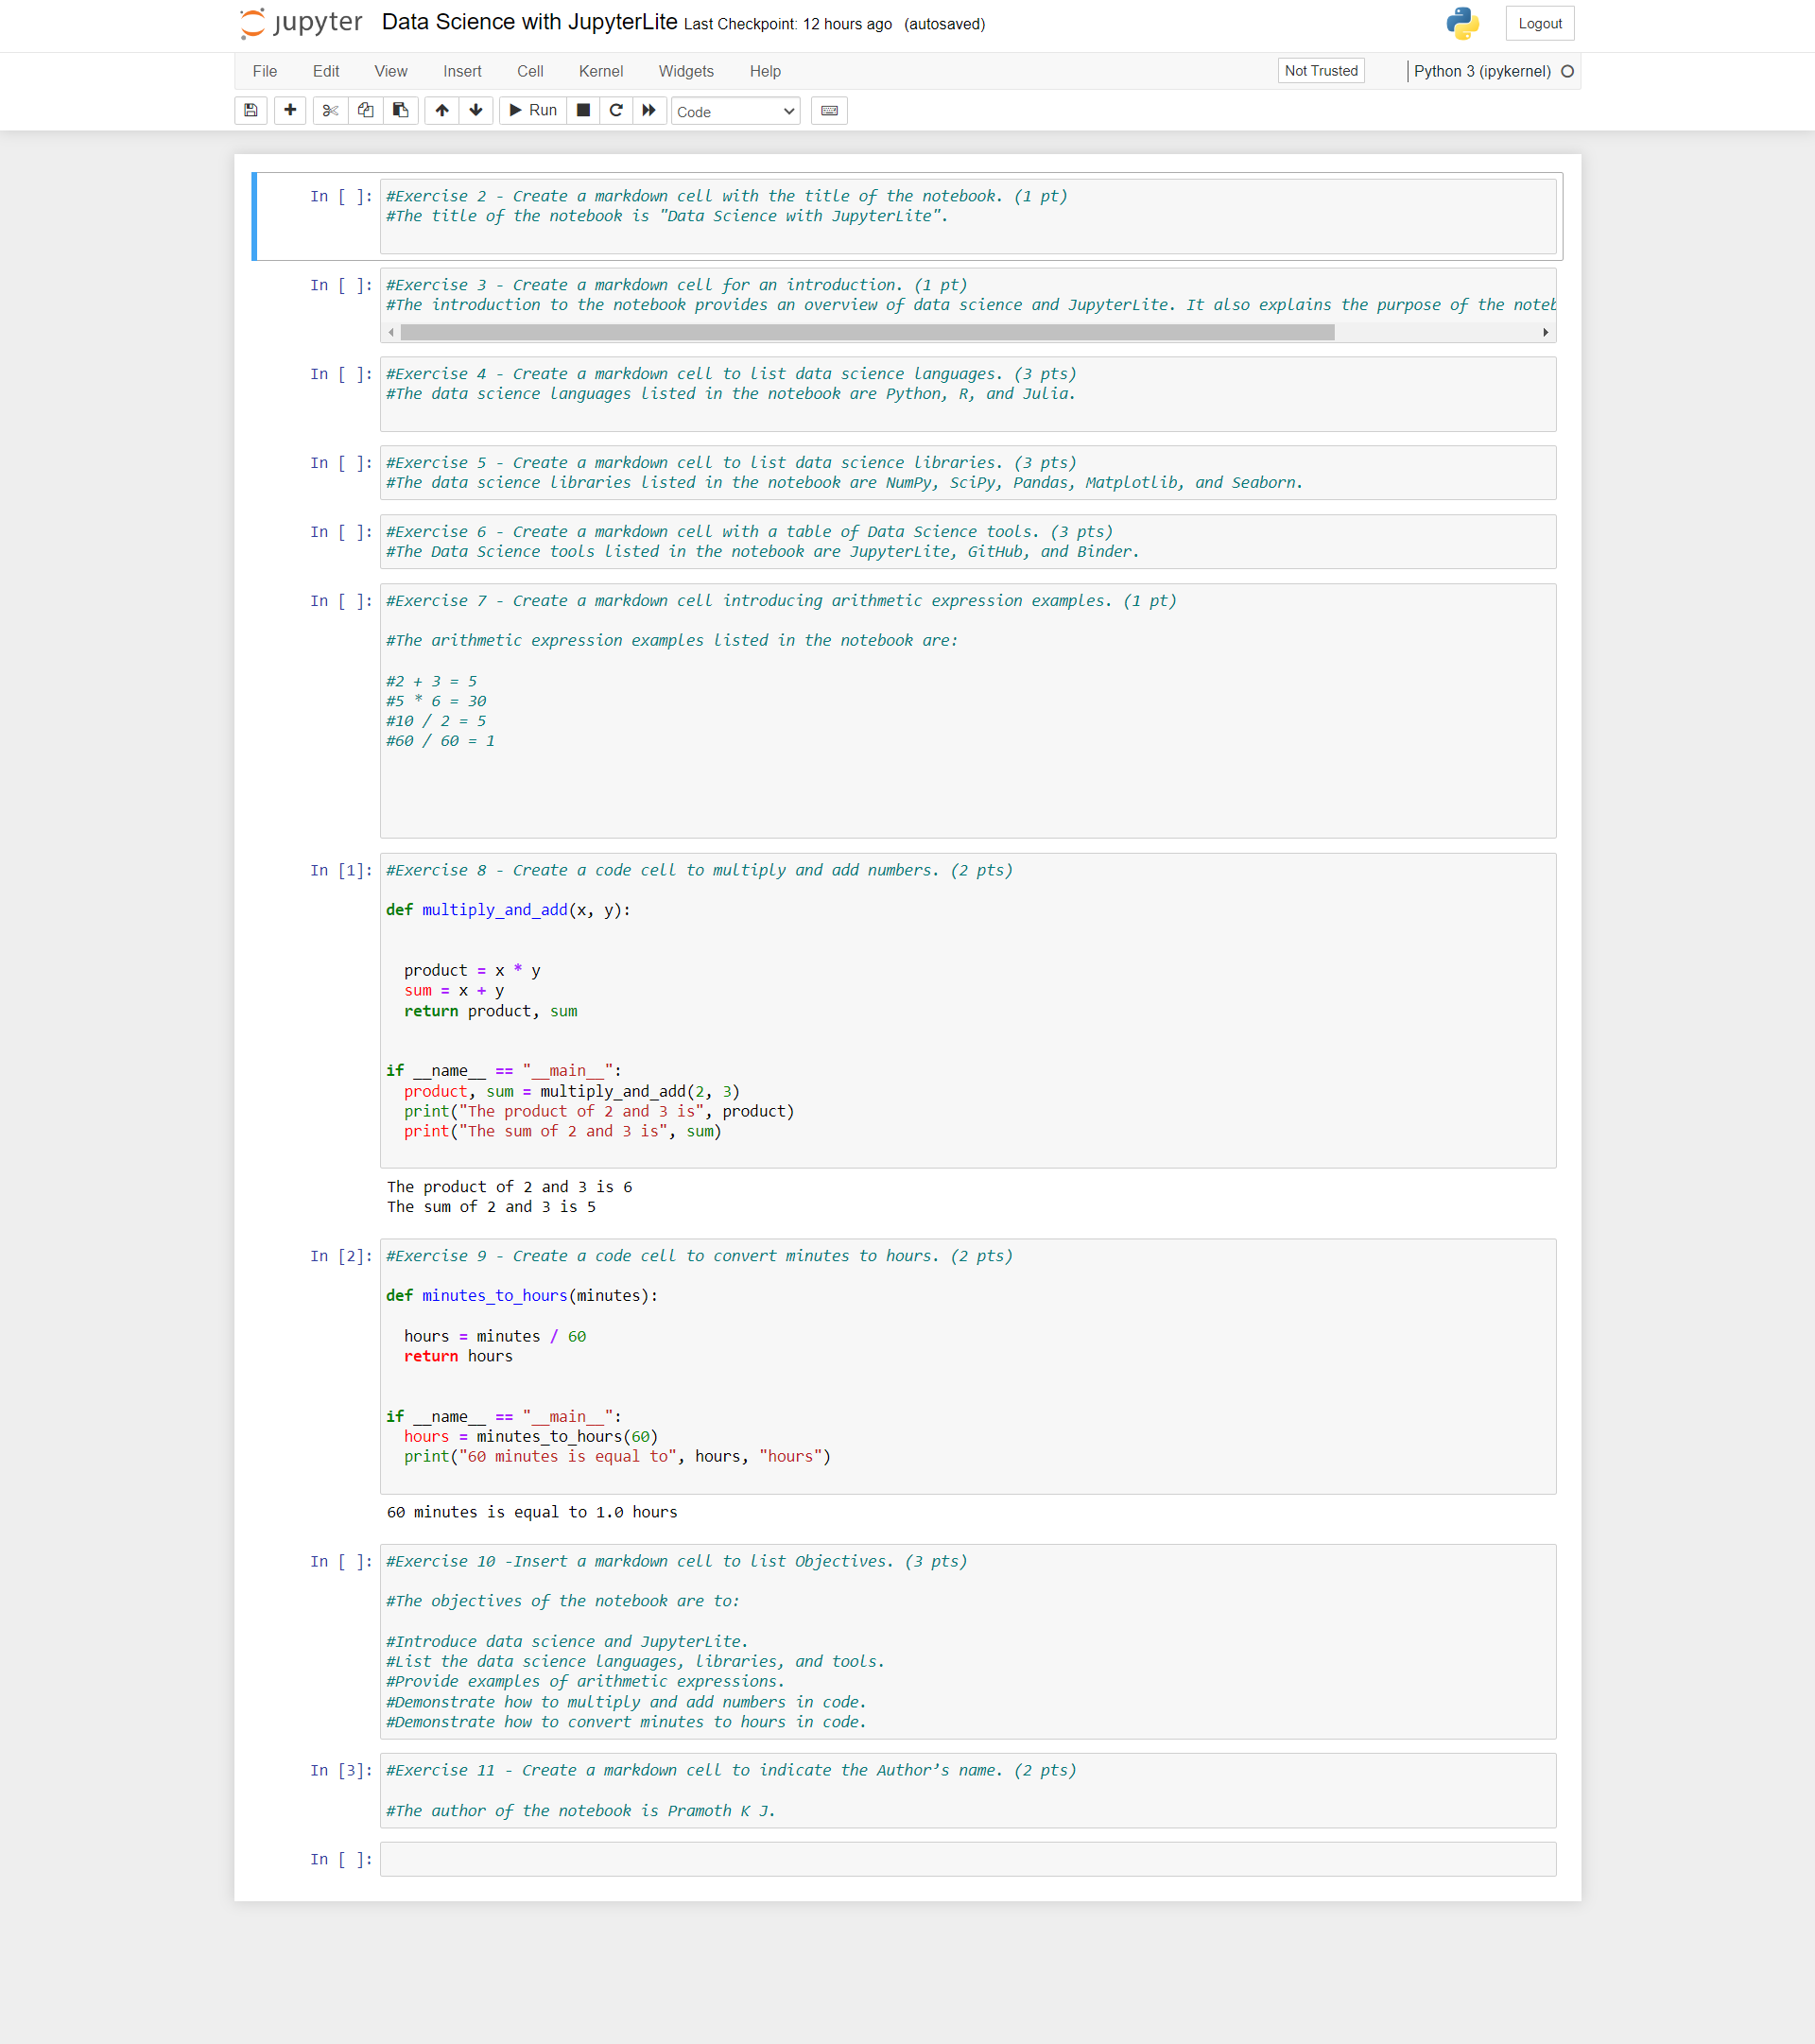 jupyter Data Science with JupyterLite Last Checkpoint: 12 hours ago (autosaved) Logout
File Edit View Insert Cell Kernel Widgets Help Not Trusted Python 3 (ipykernel)
Run Code
In [ ]: #Exercise 2 - Create a markdown cell with the title of the notebook. (1 pt)
#The title of the notebook is "Data Science with JupyterLite".
In [ ]: #Exercise 3 - Create a markdown cell for an introduction. (1 pt)
#The introduction to the notebook provides an overview of data science and JupyterLite. It also explains the purpose of the
In [ ]: #Exercise 4 - Create a markdown cell to list data science languages. (3 pts)
#The data science languages listed in the notebook are Python, R, and Julia.
In [ ]: #Exercise 5 - Create a markdown cell to list data science libraries. (3 pts)
#The data science libraries listed in the notebook are NumPy, SciPy, Pandas, Matplotlib, and Seaborn.
In [ ]: #Exercise 6 - Create a markdown cell with a table of Data Science tools. (3 pts)
#The Data Science tools listed in the notebook are JupyterLite, GitHub, and Binder.
In [ ]: #Exercise 7 - Create a markdown cell introducing arithmetic expression examples. (1 pt)
#The arithmetic expression examples listed in the notebook are:
#2 + 3 = 5
#5 * 6 = 30
#10 / 2 = 5
#60 / 60 = 1
In [1]: #Exercise 8 - Create a code cell to multiply and add numbers. (2 pts)
def multiply_and_add(x, y):
product = x * y
sum = x + y
return product, sum
if __name__ == "__main__":
product, sum = multiply_and_add(2, 3)
print("The product of 2 and 3 is", product)
print("The sum of 2 and 3 is", sum)
The product of 2 and 3 is 6
The sum of 2 and 3 is 5
In [2]: #Exercise 9 - Create a code cell to convert minutes to hours. (2 pts)
def minutes_to_hours(minutes):
hours = minutes / 60
return hours
if __name__ == "__main__":
hours = minutes_to_hours(60)
print("60 minutes is equal to", hours, "hours")
60 minutes is equal to 1.0 hours
In [ ]: #Exercise 10 -Insert a markdown cell to list Objectives. (3 pts)
#The objectives of the notebook are to:
#Introduce data science and JupyterLite.
#List the data science languages, libraries, and tools.
#Provide examples of arithmetic expressions.
#Demonstrate how to multiply and add numbers in code.
#Demonstrate how to convert minutes to hours in code.
In [3]: #Exercise 11 - Create a markdown cell to indicate the Author’s name. (2 pts)
#The author of the notebook is Pramoth K J.
In [ ]: